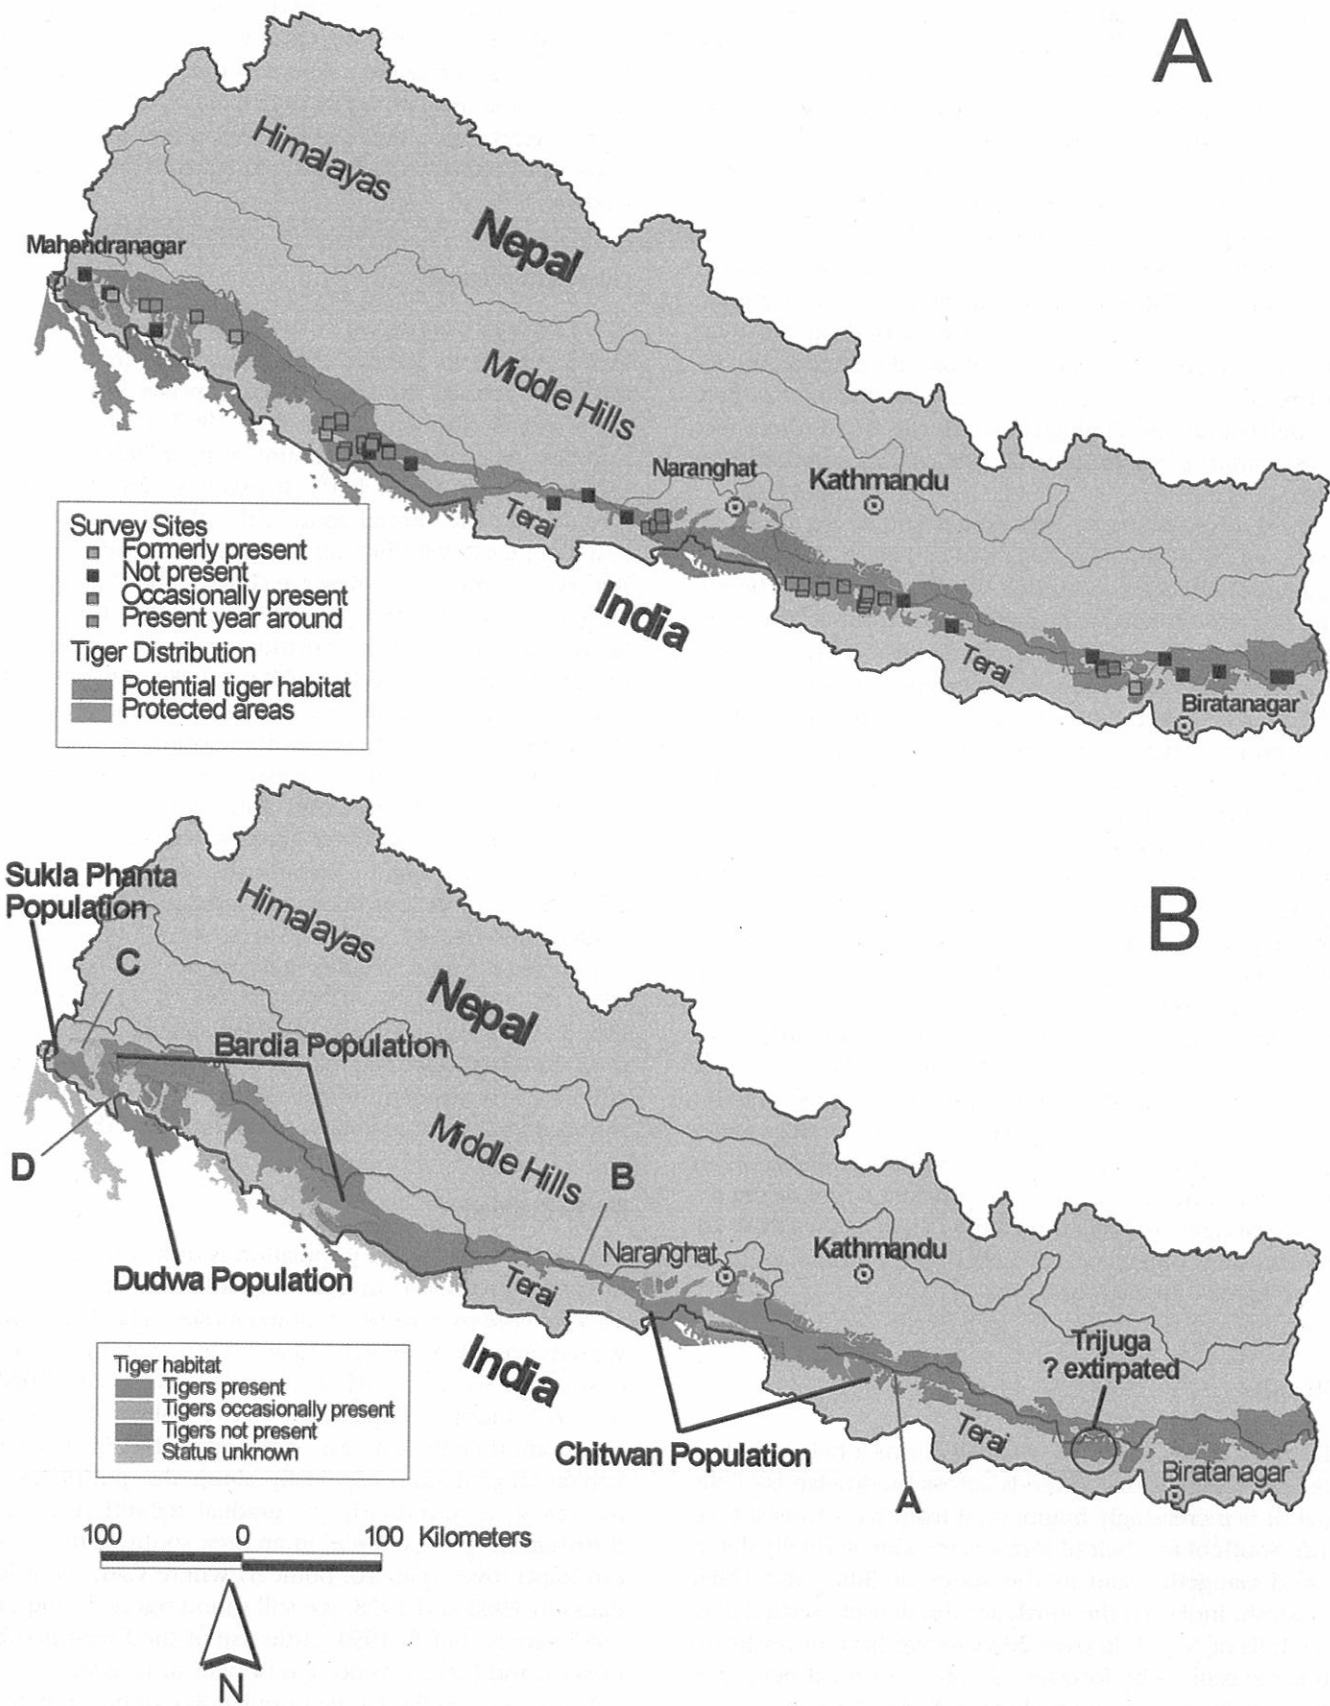 A
Himalayas
Nepal
Mahendranagar
Middle Hills
Naranghat
Kathmandu
Terai
India
Terai
Biratanagar`
Survey Sites
Formerly present
Not present
Occasionally present
Present year around
Tiger Distribution
Potential tiger habitat
Protected areas
B
Sukla Phanta
Population
Himalayas
C
Nepal
Bardia Population
Middle Hills
B
D
Naranghat
Kathmandu
Dudwa Population
Terai
India
Trijuga
? extirpated
Terai
Chitwan Population
Biratanagar`
A
Tiger habitat
Tigers present
Tigers occasionally present
Tigers not present
Status unknown
100 0 100 Kilometers
N